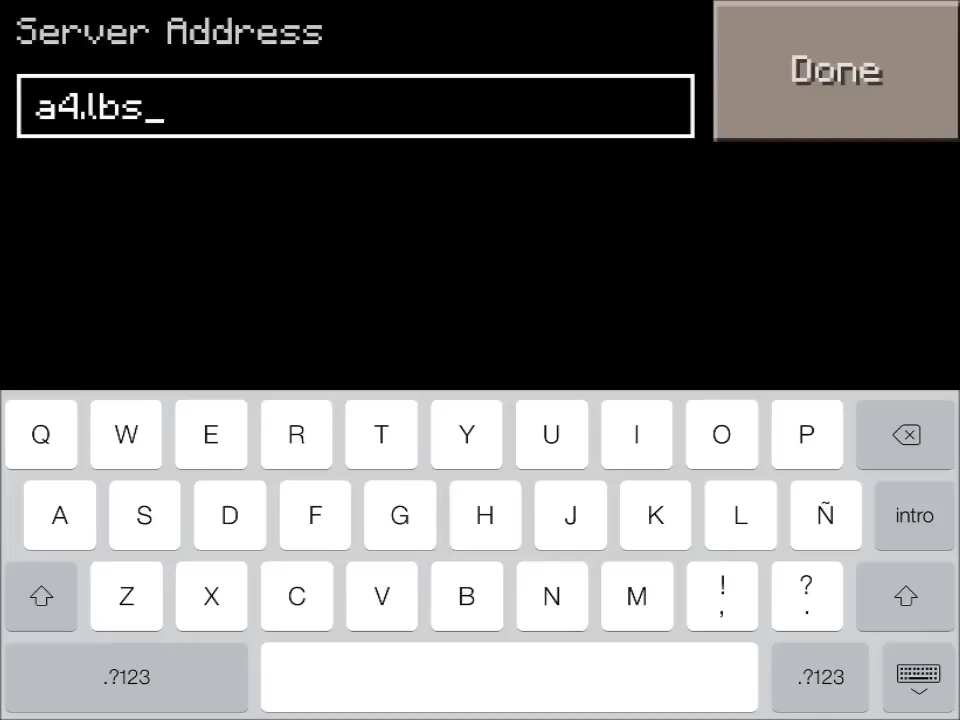 Server Address
Done
a4.lbs_
Q W E R T Y U I O P
A S D F G H J K L Ñ intro
Z X C V B N M ! , ? .
.?123 .?123